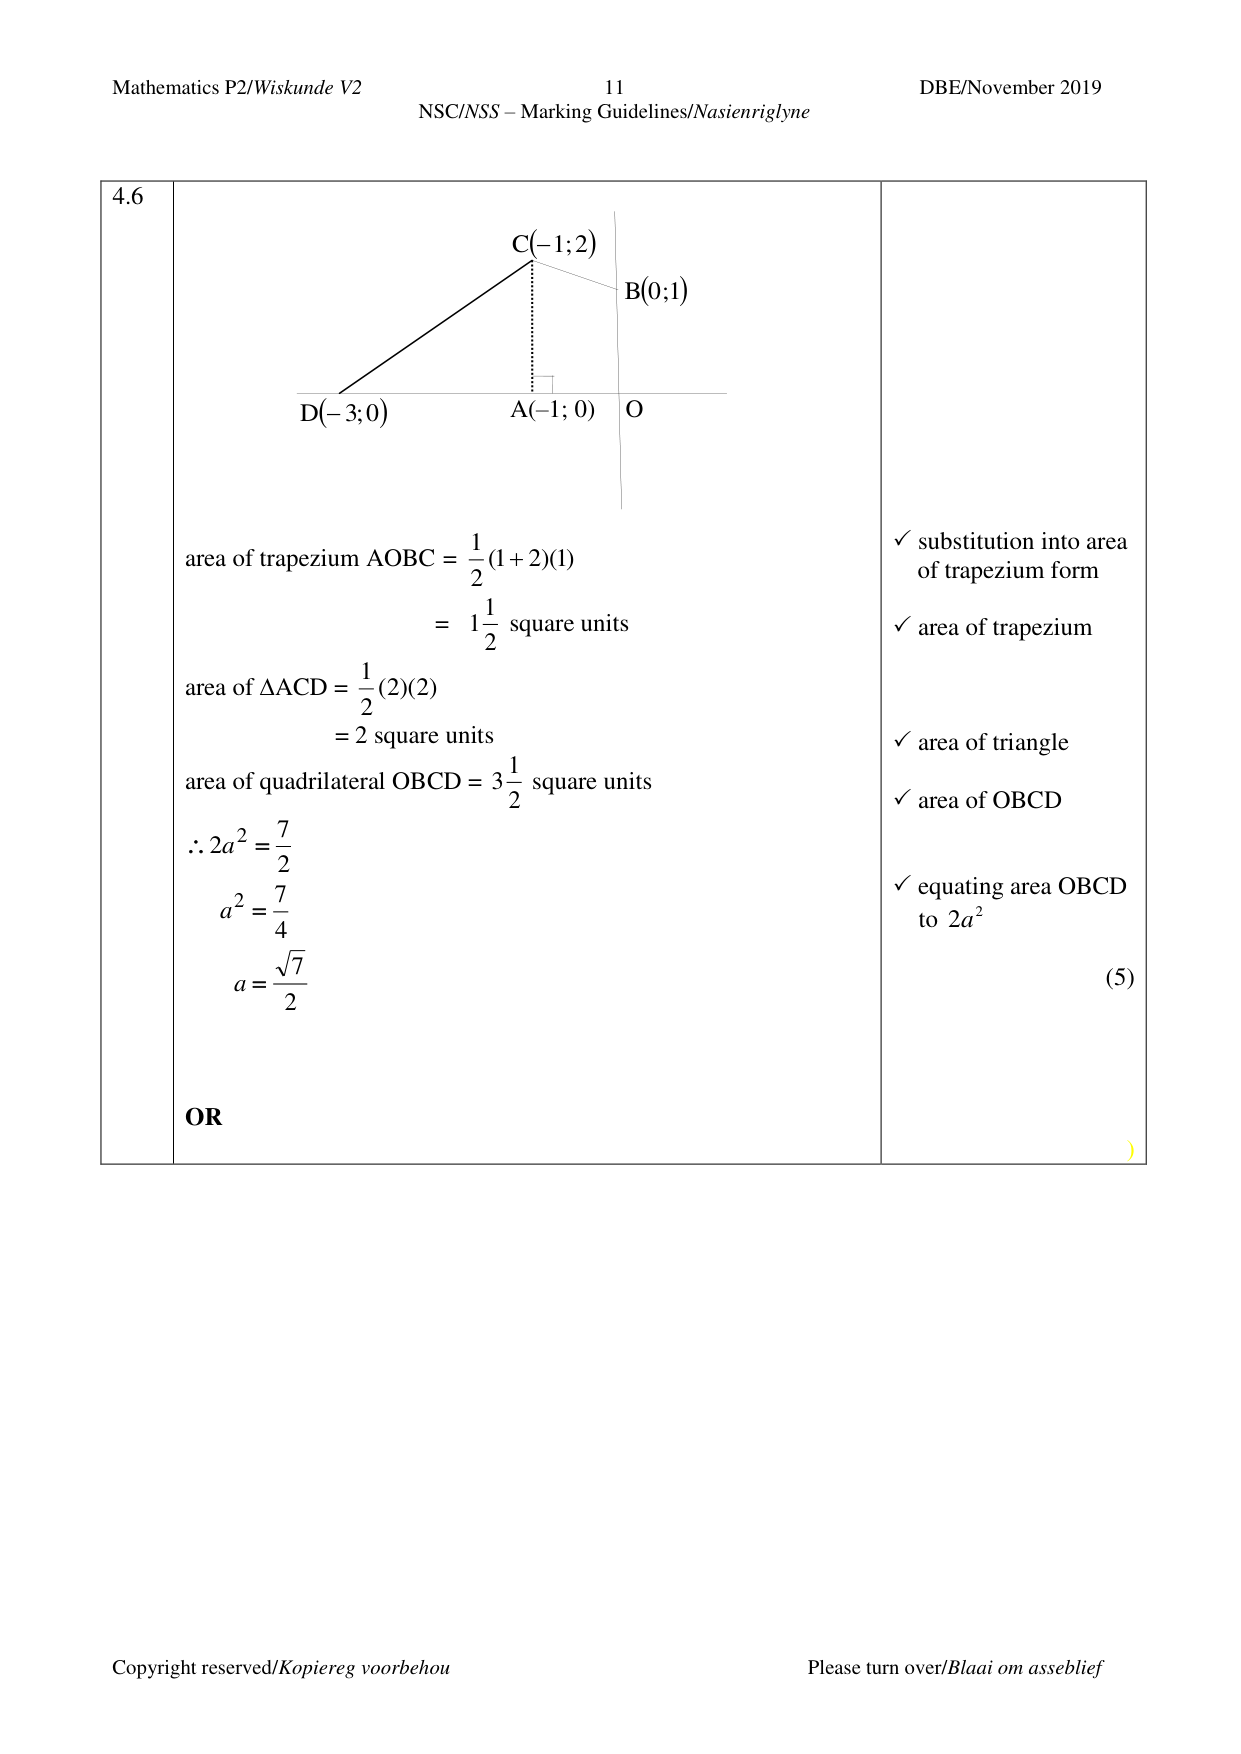 Mathematics P2/Wiskunde V2 11 DBE/November 2019
NSC/NSS – Marking Guidelines/Nasienriglyne
4.6
C(–1; 2)
B(0;1)
D(– 3; 0)
A(–1; 0)
O
area of trapezium AOBC = 1/2 (1 + 2)(1)
= 1 1/2 square units
area of ΔACD = 1/2 (2)(2)
= 2 square units
area of quadrilateral OBCD = 3 1/2 square units
∴ 2a² = 7/2
a² = 7/4
a = √7/2
OR
✓ substitution into area
of trapezium form
✓ area of trapezium
✓ area of triangle
✓ area of OBCD
✓ equating area OBCD
to 2a²
(5)
)
Copyright reserved/Kopiereg voorbehou Please turn over/Blaai om asseblief